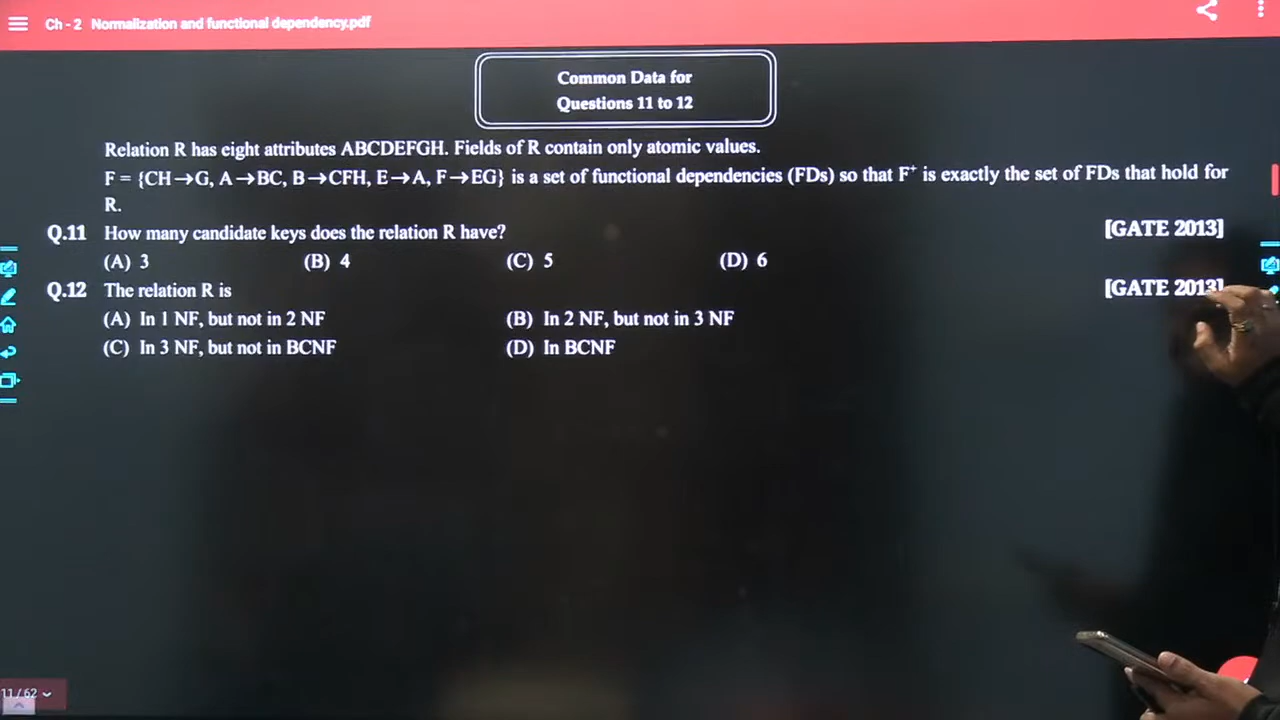 Ch - 2 Normalization and functional dependency.pdf
Common Data for
Questions 11 to 12
Relation R has eight attributes ABCDEFGH. Fields of R contain only atomic values.
F = {CH→G, A→BC, B→CFH, E→A, F→EG} is a set of functional dependencies (FDs) so that F⁺ is exactly the set of FDs that hold for
R.
Q.11 How many candidate keys does the relation R have? [GATE 2013]
(A) 3 (B) 4 (C) 5 (D) 6
Q.12 The relation R is [GATE 2013]
(A) In 1 NF, but not in 2 NF (B) In 2 NF, but not in 3 NF
(C) In 3 NF, but not in BCNF (D) In BCNF
11/62